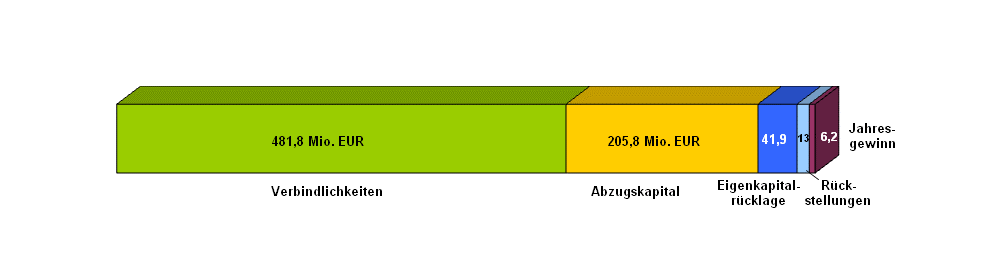 481,8 Mio. EUR
205,8 Mio. EUR
41,9
13
6,2
Jahres-
gewinn
Verbindlichkeiten
Abzugskapital
Eigenkapital-
rücklage
Rück-
stellungen